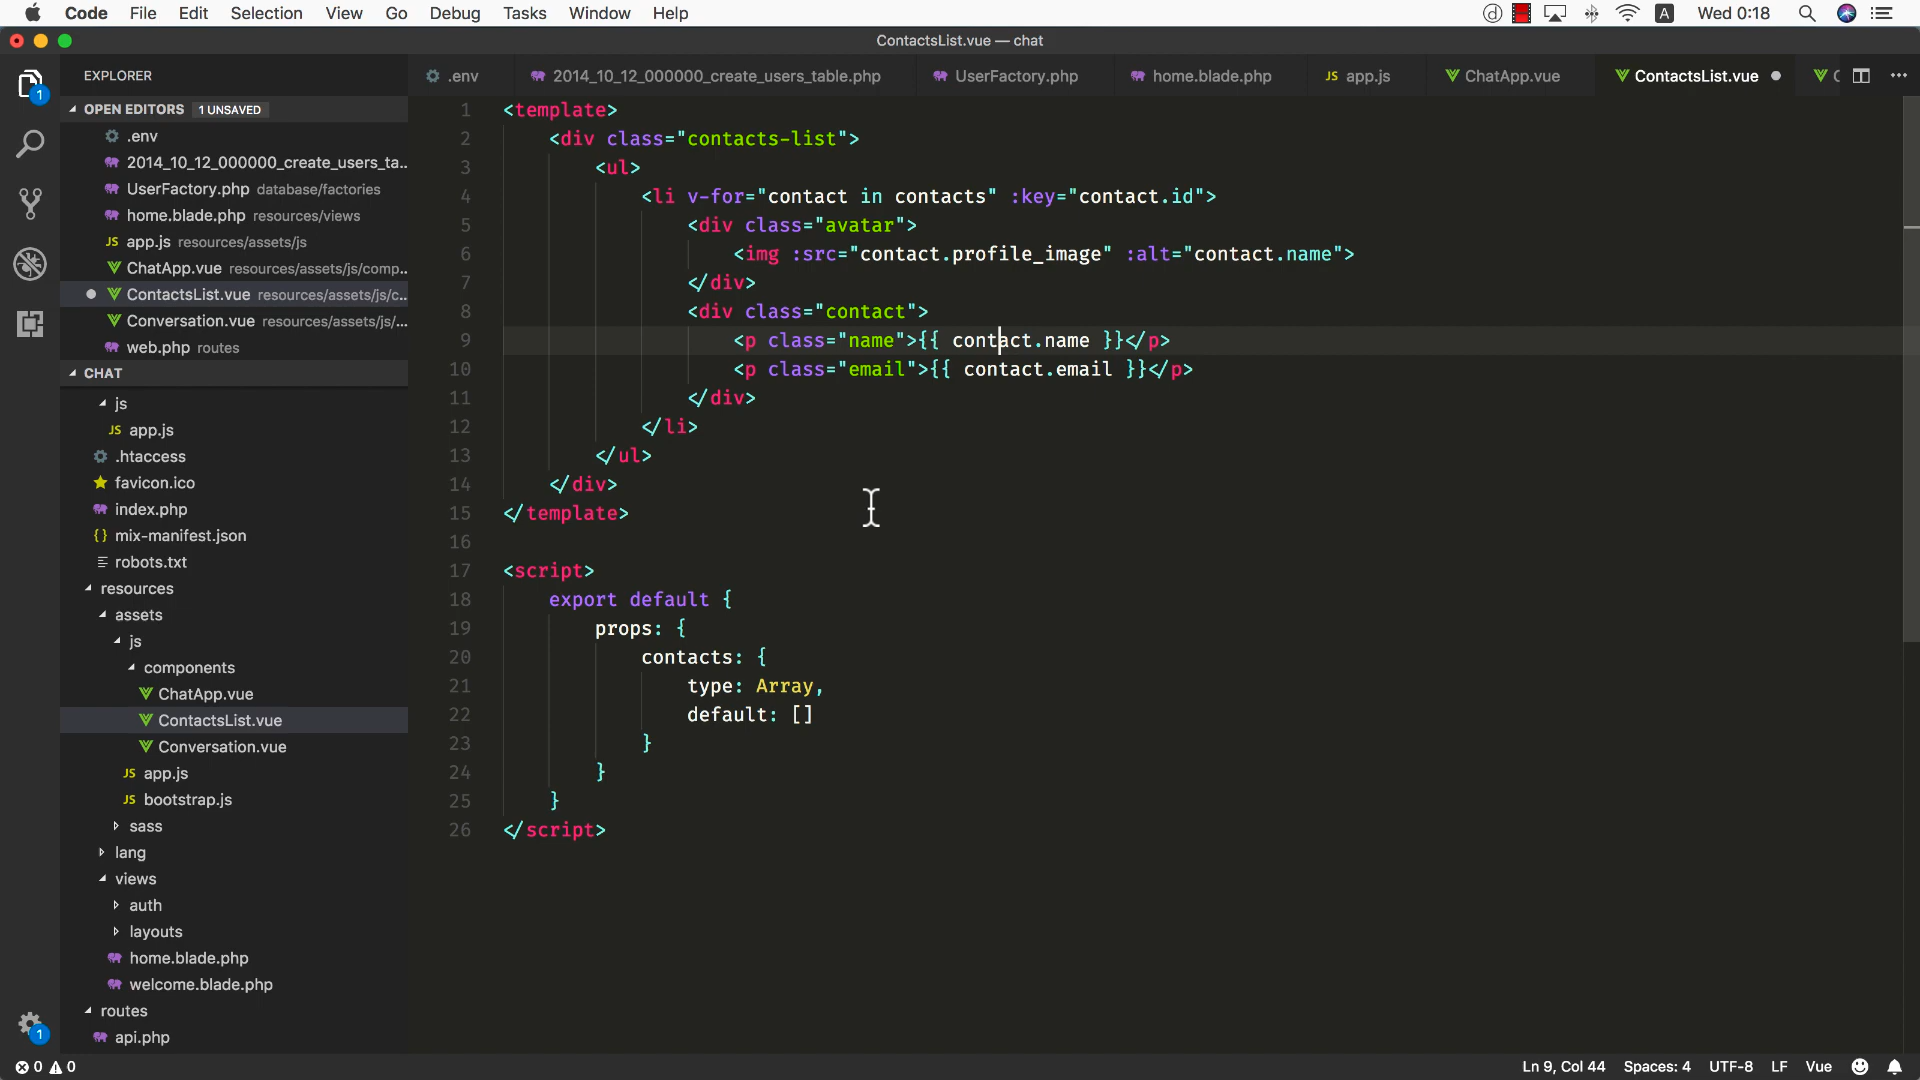 Code File Edit Selection View Go Debug Tasks Window Help A Wed 0:18
ContactsList.vue — chat
EXPLORER
OPEN EDITORS 1 UNSAVED
.env
2014_10_12_000000_create_users_ta...
UserFactory.php database/factories
home.blade.php resources/views
JS app.js resources/assets/js
ChatApp.vue resources/assets/js/comp...
ContactsList.vue resources/assets/js/c...
Conversation.vue resources/assets/js/...
web.php routes
CHAT
js
JS app.js
.htaccess
favicon.ico
index.php
{} mix-manifest.json
robots.txt
resources
assets
js
components
ChatApp.vue
ContactsList.vue
Conversation.vue
JS app.js
JS bootstrap.js
sass
lang
views
auth
layouts
home.blade.php
welcome.blade.php
routes
api.php
1
1
.env 2014_10_12_000000_create_users_table.php UserFactory.php home.blade.php JS app.js ChatApp.vue ContactsList.vue
1 <template>
2 <div class="contacts-list">
3 <ul>
4 <li v-for="contact in contacts" :key="contact.id">
5 <div class="avatar">
6 <img :src="contact.profile_image" :alt="contact.name">
7 </div>
8 <div class="contact">
9 <p class="name">{{ contact.name }}</p>
10 <p class="email">{{ contact.email }}</p>
11 </div>
12 </li>
13 </ul>
14 </div>
15 </template>
16
17 <script>
18 export default {
19 props: {
20 contacts: {
21 type: Array,
22 default: []
23 }
24 }
25 }
26 </script>
0 0 Ln 9, Col 44 Spaces: 4 UTF-8 LF Vue